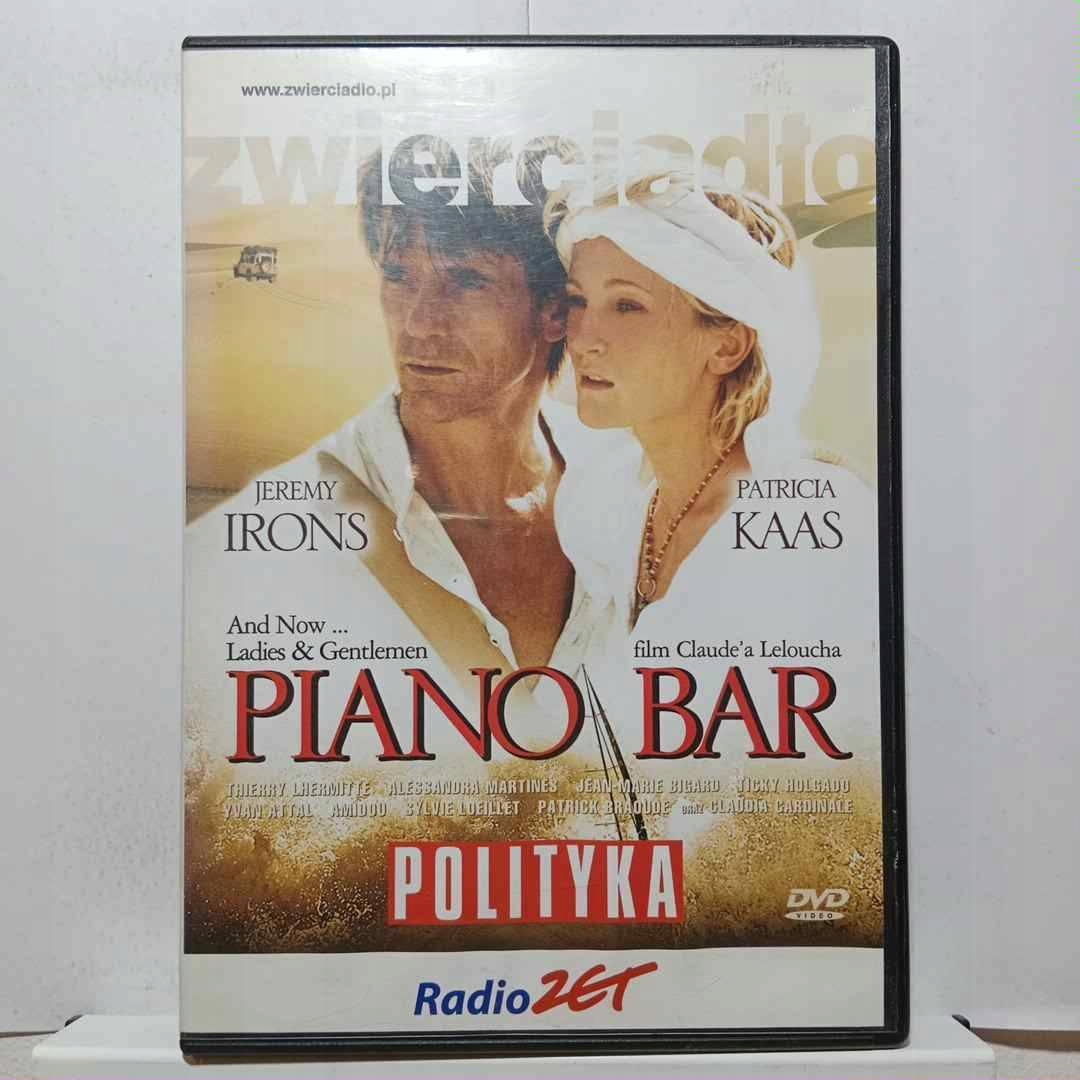 www.zwierciadlo.pl
zwierciadło
JEREMY
IRONS
PATRICIA
KAAS
And Now ...
Ladies & Gentlemen
film Claude'a Leloucha
PIANO BAR
THIERRY LHERMITTE ALESSANDRA MARTINES JEAN-MARIE BIGARD TICKY HOLGADO
YVAN ATTAL AMIDOU SYLVIE LOEILLET PATRICK BRAOUDE ORAZ CLAUDIA CARDINALE
POLITYKA
DVD
VIDEO
Radio ZET